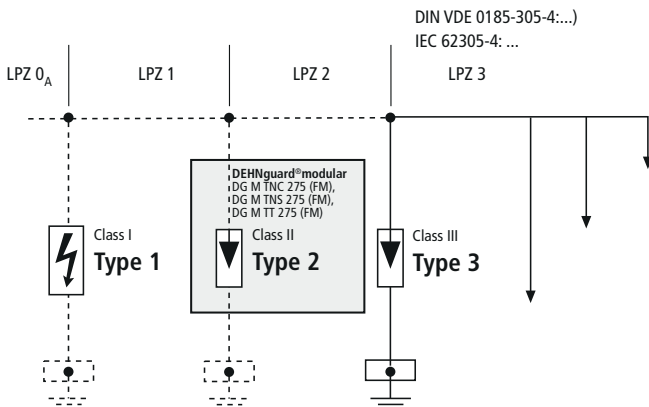 DIN VDE 0185-305-4:...)
IEC 62305-4: ...
LPZ 0A
LPZ 1
LPZ 2
LPZ 3
DEHNguard®modular
DG M TNC 275 (FM),
DG M TNS 275 (FM),
DG M TT 275 (FM)
Class I
Type 1
Class II
Type 2
Class III
Type 3